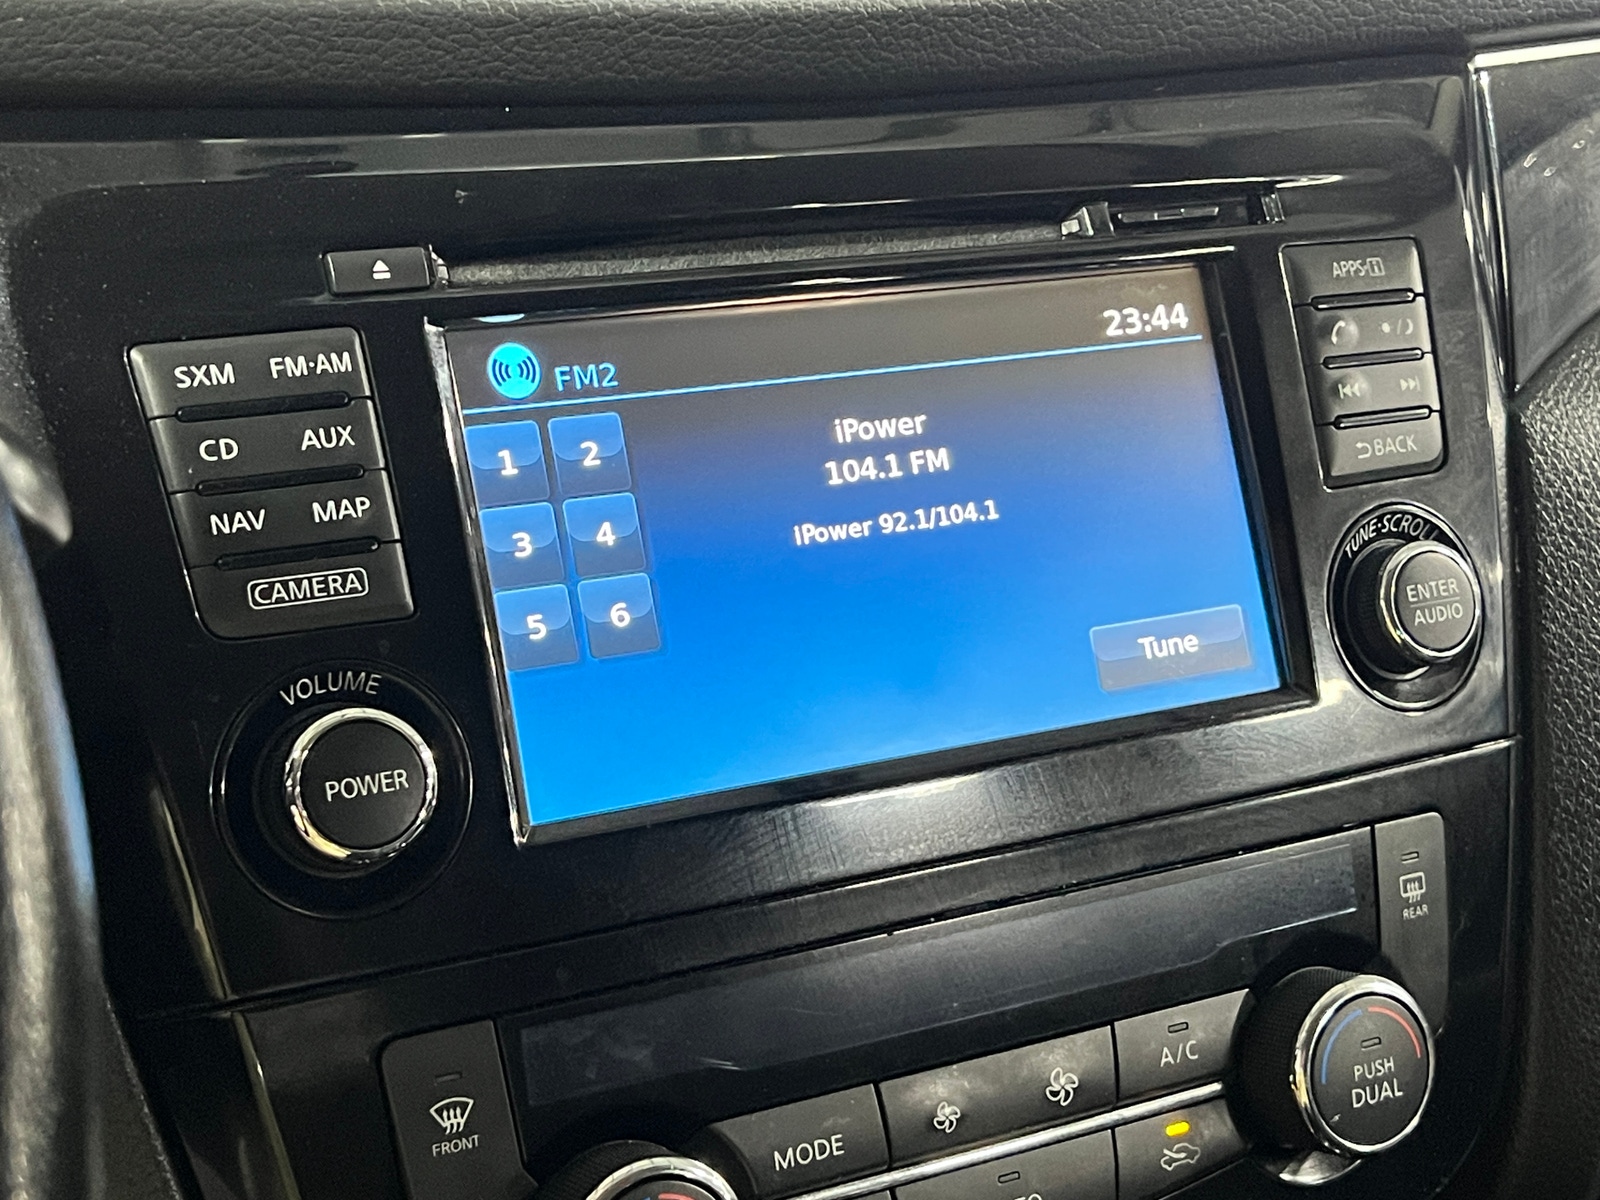 APPS·i
23:44
SXM FM·AM
FM2
iPower
104.1 FM
iPower 92.1/104.1
1 2
3 4
5 6
CD AUX
NAV MAP
CAMERA
BACK
TUNE·SCROLL
ENTER
AUDIO
Tune
VOLUME
POWER
REAR
A/C
PUSH
DUAL
FRONT
MODE